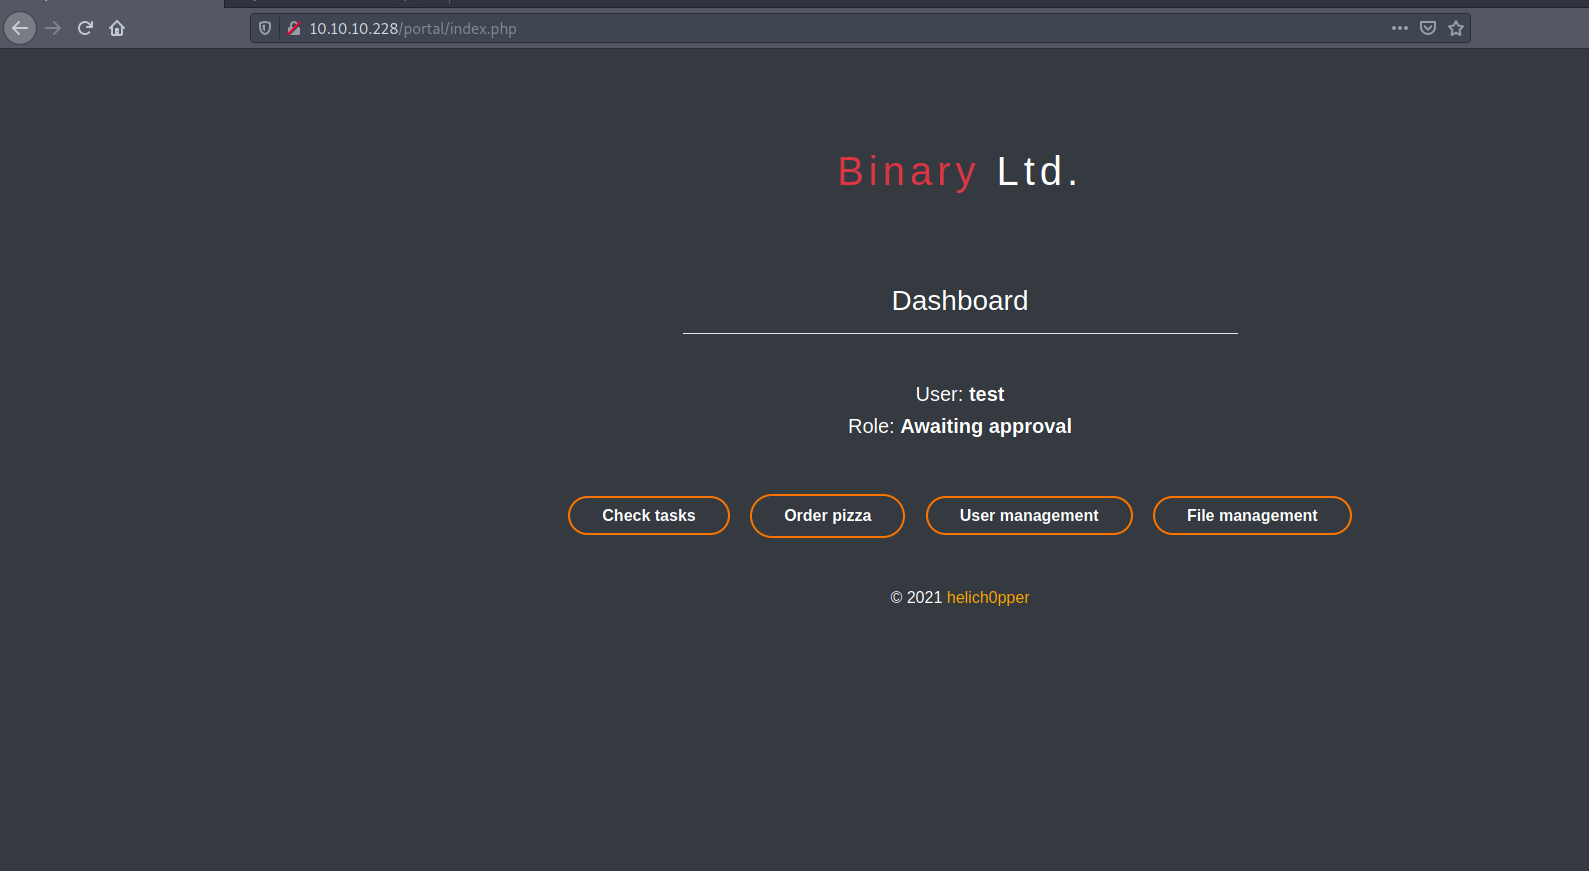 10.10.10.228/portal/index.php
Binary Ltd.
Dashboard
User: test
Role: Awaiting approval
Check tasks Order pizza User management File management
© 2021 helich0pper